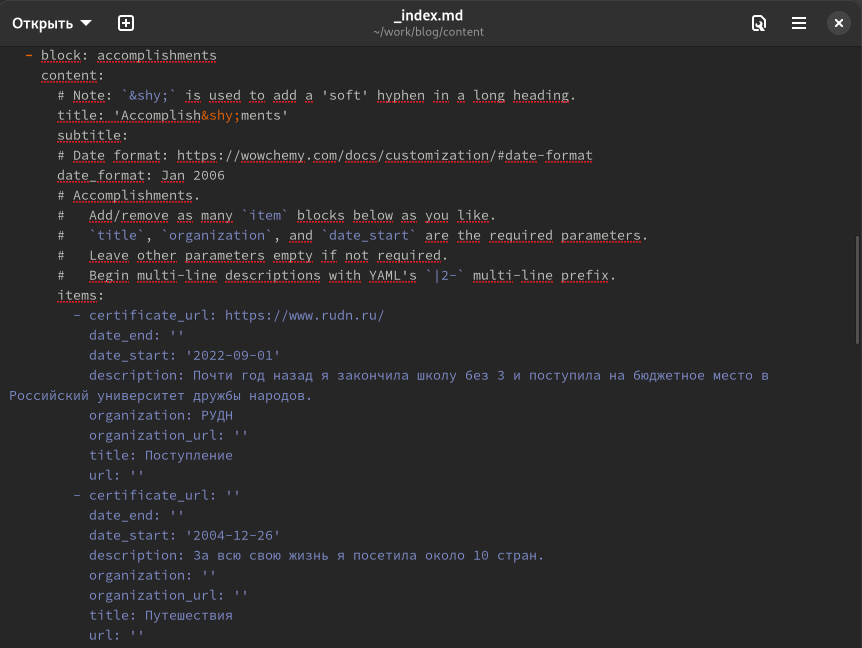 Открыть
_index.md
~/work/blog/content
- block: accomplishments
content:
# Note: `&shy;` is used to add a 'soft' hyphen in a long heading.
title: 'Accomplish&shy;ments'
subtitle:
# Date format: https://wowchemy.com/docs/customization/#date-format
date_format: Jan 2006
# Accomplishments.
#   Add/remove as many `item` blocks below as you like.
#   `title`, `organization`, and `date_start` are the required parameters.
#   Leave other parameters empty if not required.
#   Begin multi-line descriptions with YAML's `|2-` multi-line prefix.
items:
- certificate_url: https://www.rudn.ru/
date_end: ''
date_start: '2022-09-01'
description: Почти год назад я закончила школу без 3 и поступила на бюджетное место в
Российский университет дружбы народов.
organization: РУДН
organization_url: ''
title: Поступление
url: ''
- certificate_url: ''
date_end: ''
date_start: '2004-12-26'
description: За всю свою жизнь я посетила около 10 стран.
organization: ''
organization_url: ''
title: Путешествия
url: ''